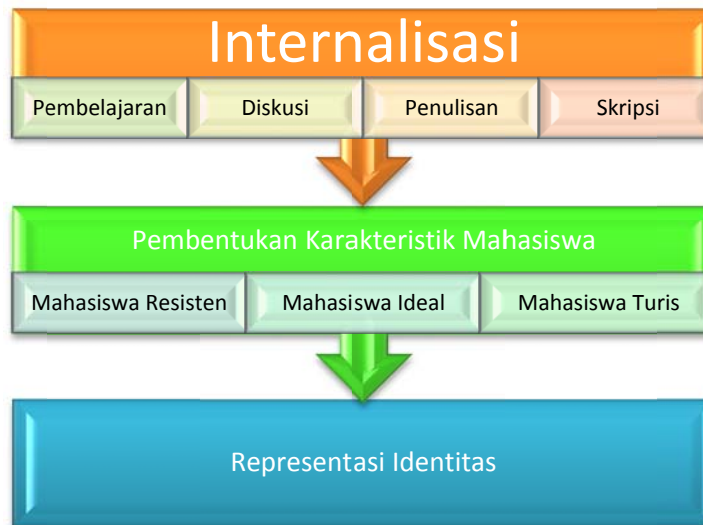 Internalisasi
Pembelajaran
Diskusi
Penulisan
Skripsi
Pembentukan Karakteristik Mahasiswa
Mahasiswa Resisten
Mahasiswa Ideal
Mahasiswa Turis
Representasi Identitas